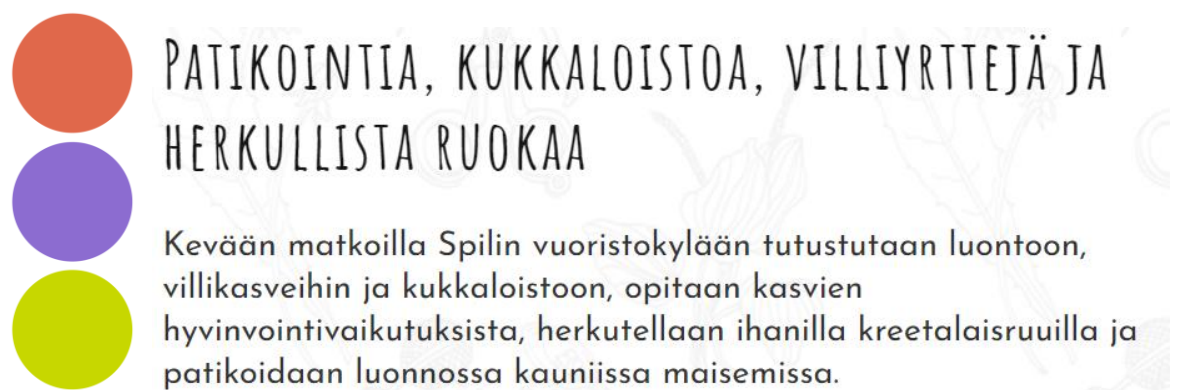 PATIKOINTIA, KUKKALOISTOA, VILLIYRTTEJÄ JA
HERKULLISTA RUOKAA
Kevään matkoilla Spilin vuoristokylään tutustutaan luontoon,
villikasveihin ja kukkaloistoon, opitaan kasvien
hyvinvointivaikutuksista, herkutellaan ihanilla kreetalaisruuilla ja
patikoidaan luonnossa kauniissa maisemissa.